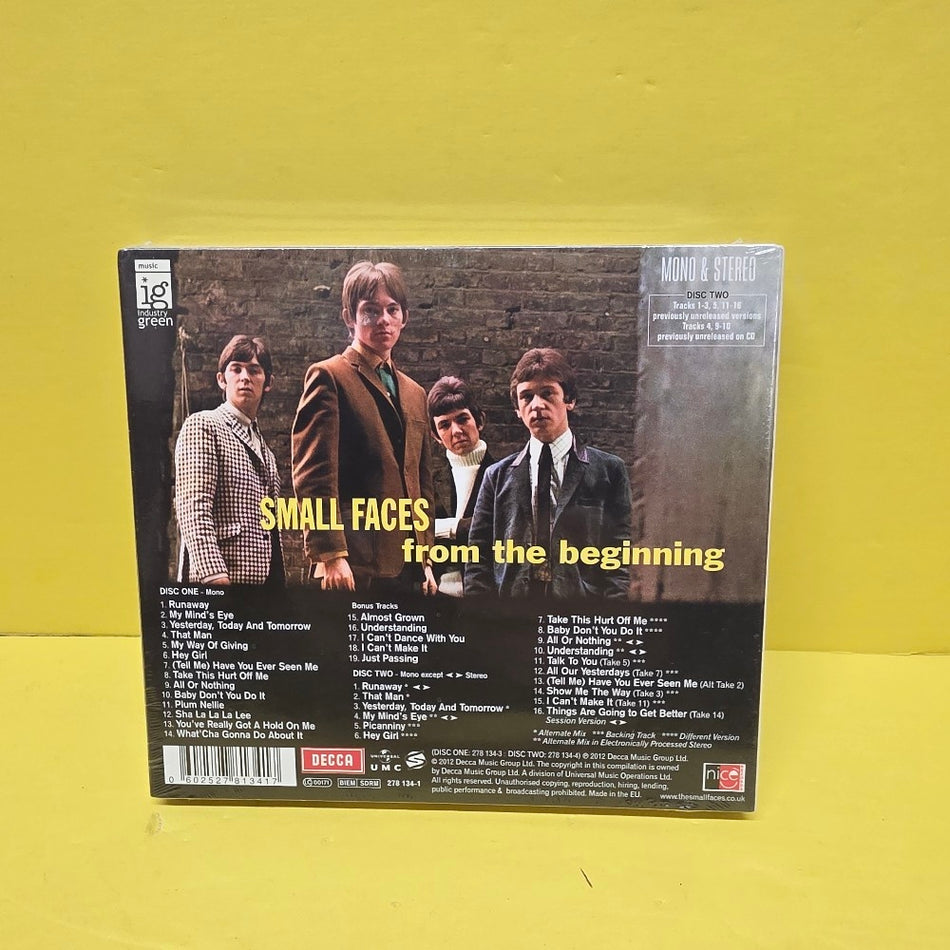 music
ig
industry
green
MONO & STEREO
DISC TWO
Tracks 1-3, 5, 11-16
previously unreleased versions
Tracks 4, 9-10
previously unreleased on CD
SMALL FACES
from the beginning
DISC ONE - Mono
1. Runaway
2. My Mind's Eye
3. Yesterday, Today And Tomorrow
4. That Man
5. My Way Of Giving
6. Hey Girl
7. (Tell Me) Have You Ever Seen Me
8. Take This Hurt Off Me
9. All Or Nothing
10. Baby Don't You Do It
11. Plum Nellie
12. Sha La La La Lee
13. You've Really Got A Hold On Me
14. What'Cha Gonna Do About It
Bonus Tracks
15. Almost Grown
16. Understanding
17. I Can't Dance With You
18. I Can't Make It
19. Just Passing
DISC TWO - Mono except ◄► Stereo
1. Runaway * ◄►
2. That Man *
3. Yesterday, Today And Tomorrow *
4. My Mind's Eye ** ◄►
5. Picanniny ***
6. Hey Girl ****
7. Take This Hurt Off Me ****
8. Baby Don't You Do It ****
9. All Or Nothing ** ◄►
10. Understanding ** ◄►
11. Talk To You (Take 5) ***
12. All Our Yesterdays (Take 7) ***
13. (Tell Me) Have You Ever Seen Me (Alt Take 2)
14. Show Me The Way (Take 3) ***
15. I Can't Make It (Take 11) ***
16. Things Are Going to Get Better (Take 14)
Session Version ◄►
* Alternate Mix *** Backing Track **** Different Version
** Alternate Mix in Electronically Processed Stereo
0 602527 813417
DECCA
UNIVERSAL
UMC
S
LC 00171
BIEM SDRM
278 134-1
(DISC ONE: 278 134-3 : DISC TWO: 278 134-4) ℗ 2012 Decca Music Group Ltd.
© 2012 Decca Music Group Ltd. The copyright in this compilation is owned
by Decca Music Group Ltd. A division of Universal Music Operations Ltd.
All rights reserved. Unauthorised copying, reproduction, hiring, lending,
public performance & broadcasting prohibited. Made in the EU.
nice
www.thesmallfaces.co.uk